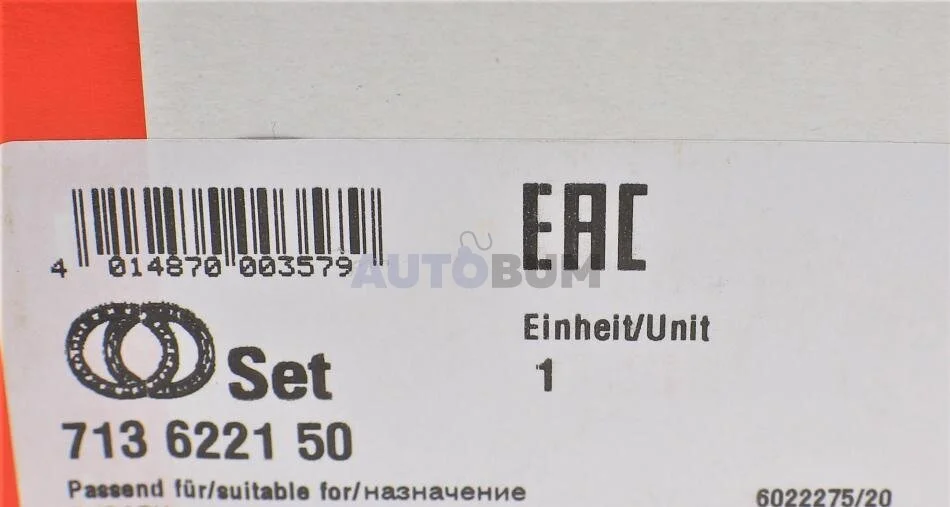 EAC
4 014870 003579
AUTOBUM
Einheit/Unit
Set
1
713 6221 50
Passend für/suitable for/назначение
6022275/20